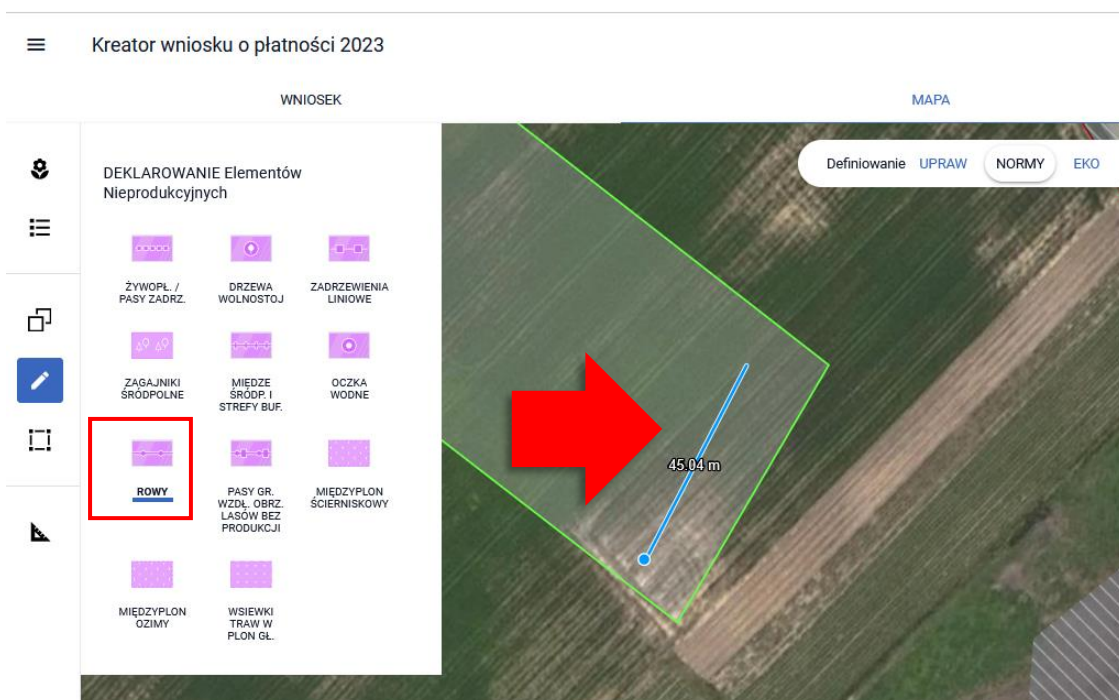 Kreator wniosku o płatności 2023
WNIOSEK
MAPA
Definiowanie UPRAW NORMY EKO
DEKLAROWANIE Elementów
Nieprodukcyjnych
ŻYWOPŁ. /
PASY ZADRZ.
DRZEWA
WOLNOSTOJ
ZADRZEWIENIA
LINIOWE
ZAGAJNIKI
ŚRÓDPOLNE
MIĘDZE
ŚRÓDP. I
STREFY BUF.
OCZKA
WODNE
ROWY
PASY GR.
WZDŁ. OBRZ.
LASÓW BEZ
PRODUKCJI
MIĘDZYPLON
ŚCIERNISKOWY
MIĘDZYPLON
OZIMY
WSIEWKI
TRAW W
PLON GŁ.
45.04 m